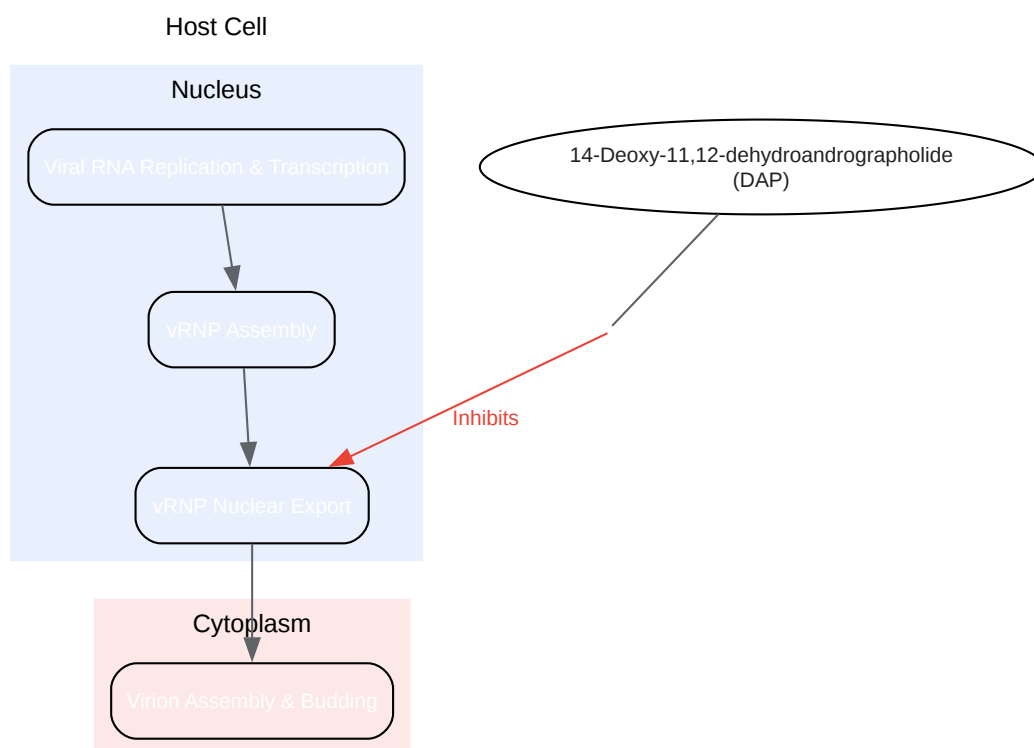 Host Cell
Nucleus
Viral RNA Replication & Transcription
14-Deoxy-11,12-dehydroandrographolide
(DAP)
vRNP Assembly
Inhibits
vRNP Nuclear Export
Cytoplasm
Virion Assembly & Budding